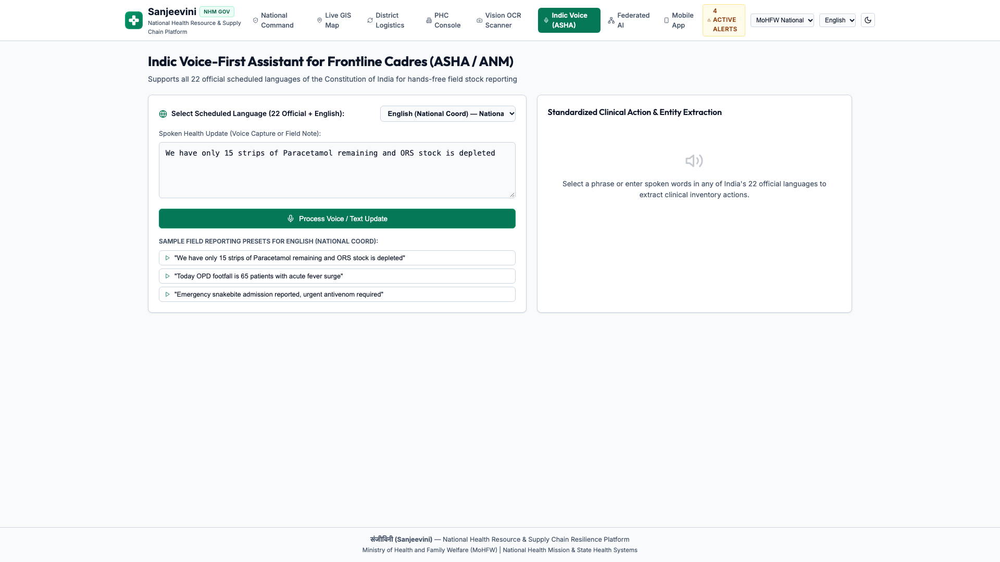 Sanjeevini NHM GOV
National Health Resource & Supply
Chain Platform
National
Command
Live GIS
Map
District
Logistics
PHC
Console
Vision OCR
Scanner
Indic Voice
(ASHA)
Federated
AI
Mobile
App
4
ACTIVE
ALERTS
MoHFW National
English
Indic Voice-First Assistant for Frontline Cadres (ASHA / ANM)
Supports all 22 official scheduled languages of the Constitution of India for hands-free field stock reporting
Select Scheduled Language (22 Official + English):
English (National Coord) — Nationa
Spoken Health Update (Voice Capture or Field Note):
We have only 15 strips of Paracetamol remaining and ORS stock is depleted
Process Voice / Text Update
SAMPLE FIELD REPORTING PRESETS FOR ENGLISH (NATIONAL COORD):
"We have only 15 strips of Paracetamol remaining and ORS stock is depleted"
"Today OPD footfall is 65 patients with acute fever surge"
"Emergency snakebite admission reported, urgent antivenom required"
Standardized Clinical Action & Entity Extraction
Select a phrase or enter spoken words in any of India's 22 official languages to
extract clinical inventory actions.
संजीविनी (Sanjeevini) — National Health Resource & Supply Chain Resilience Platform
Ministry of Health and Family Welfare (MoHFW) | National Health Mission & State Health Systems